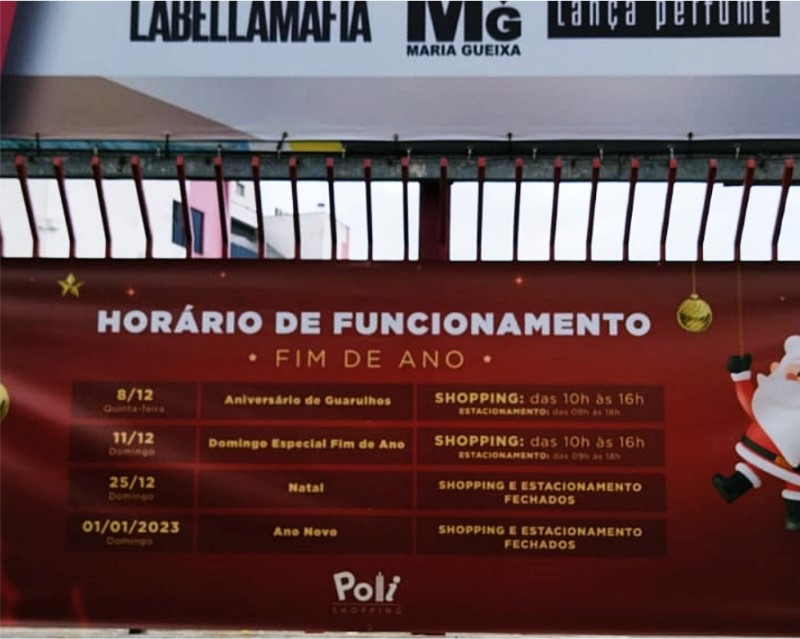 LABELLAMAFIA
MG
MARIA GUEIXA
lança perfume
HORÁRIO DE FUNCIONAMENTO
• FIM DE ANO •
8/12
Quinta-feira
Aniversário de Guarulhos
SHOPPING: das 10h às 16h
ESTACIONAMENTO: das 09h às 18h
11/12
Domingo
Domingo Especial Fim de Ano
SHOPPING: das 10h às 16h
ESTACIONAMENTO: das 09h às 18h
25/12
Domingo
Natal
SHOPPING E ESTACIONAMENTO
FECHADOS
01/01/2023
Domingo
Ano Novo
SHOPPING E ESTACIONAMENTO
FECHADOS
Poli
SHOPPING